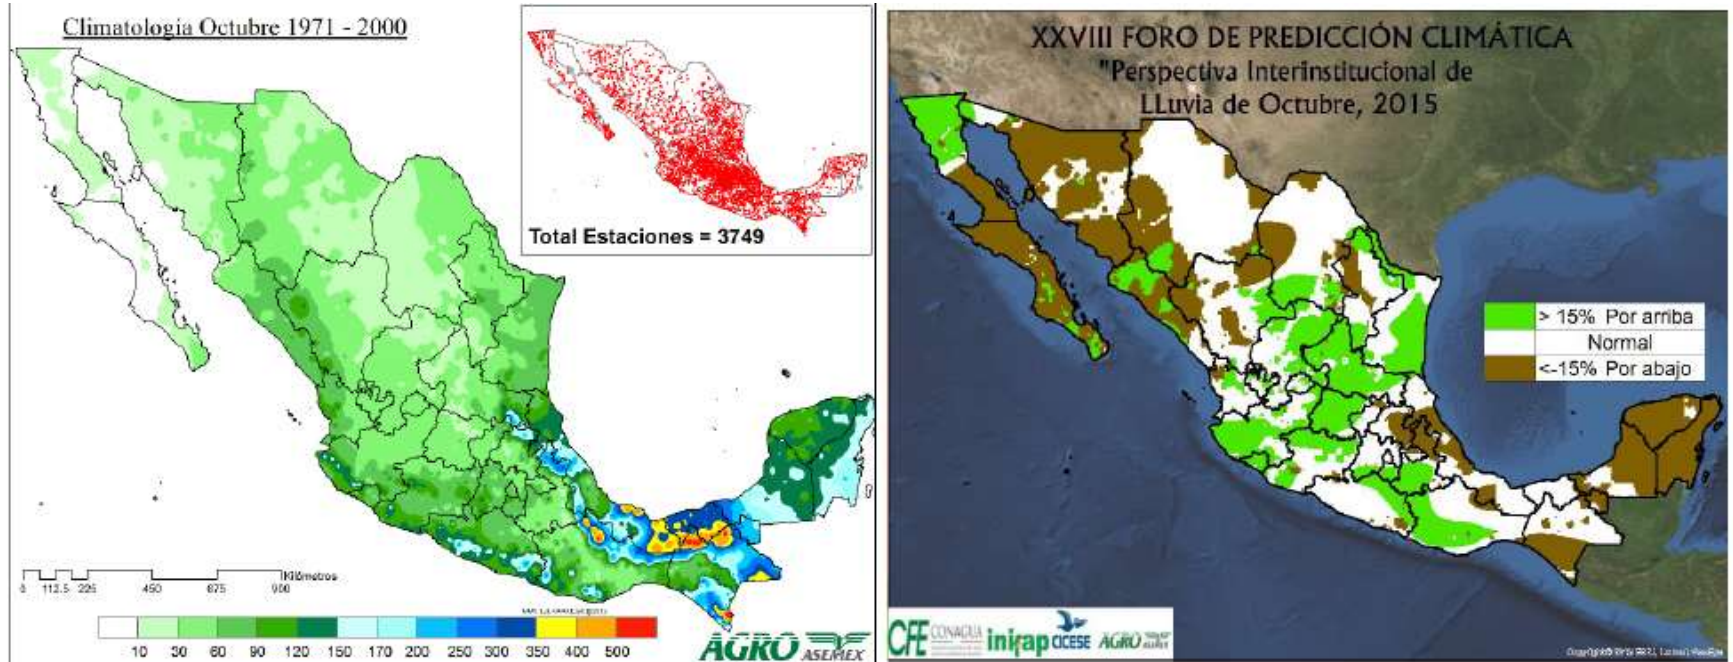 Climatología Octubre 1971 - 2000
Total Estaciones = 3749
0 112.5 225 450 675 900
Kilómetros
10 30 60 90 120 150 170 200 250 300 350 400 500
AGRO
ASEMEX
XXVIII FORO DE PREDICCIÓN CLIMÁTICA
"Perspectiva Interinstitucional de
LLuvia de Octubre, 2015
> 15% Por arriba
Normal
<-15% Por abajo
CFE CONAGUA inifap CICESE AGRO